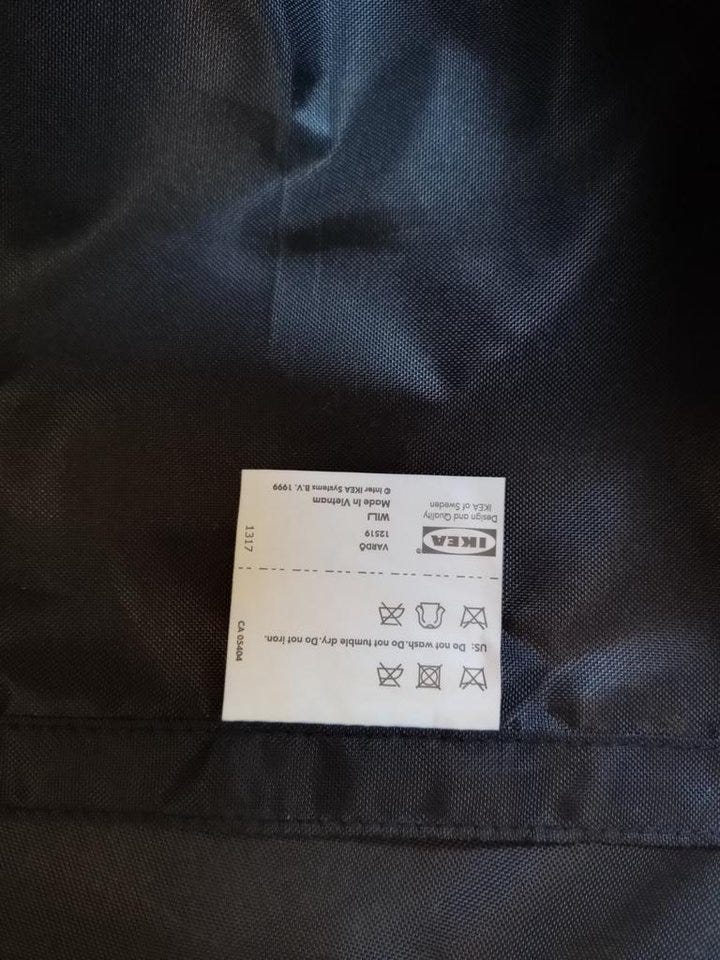 CA 05404
US: Do not wash.Do not tumble dry.Do not iron.
1317
IKEA®
Design and Quality
IKEA of Sweden
VARDÖ
12519
WILJ
Made in Vietnam
© Inter IKEA Systems B.V. 1999